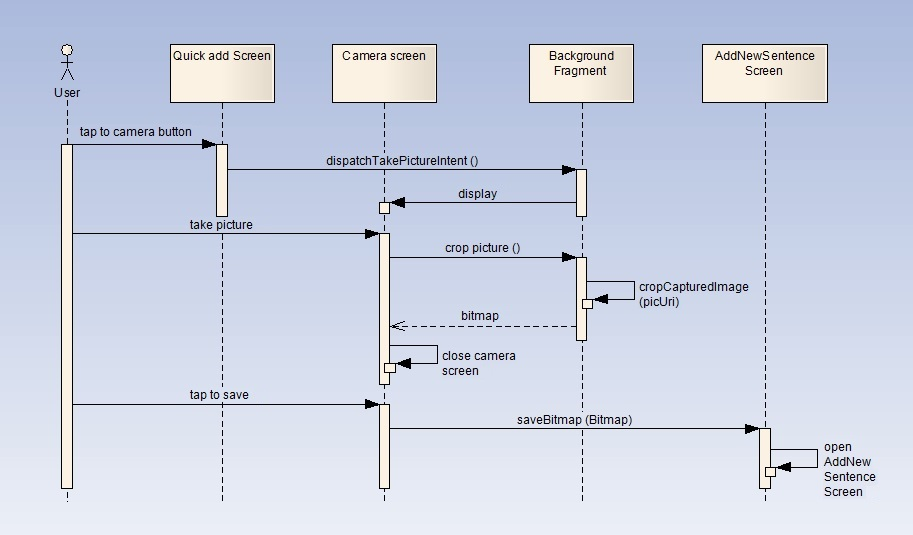 Quick add Screen
Camera screen
Background
Fragment
AddNewSentence
Screen
User
tap to camera button
dispatchTakePictureIntent ()
display
take picture
crop picture ()
cropCapturedImage
(picUri)
bitmap
close camera
screen
tap to save
saveBitmap (Bitmap)
open
AddNew
Sentence
Screen